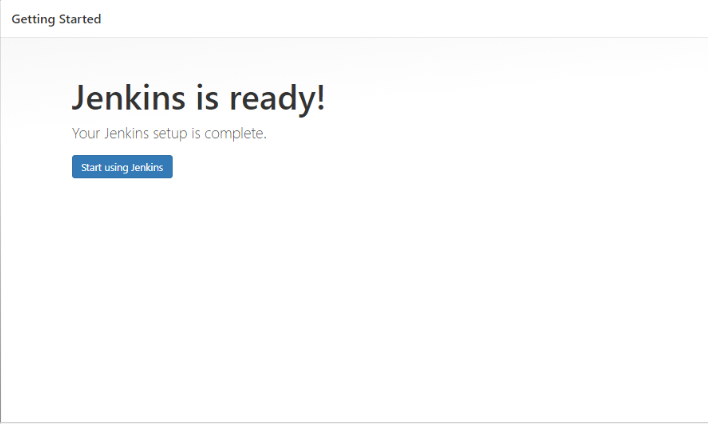 Getting Started
Jenkins is ready!
Your Jenkins setup is complete.
Start using Jenkins